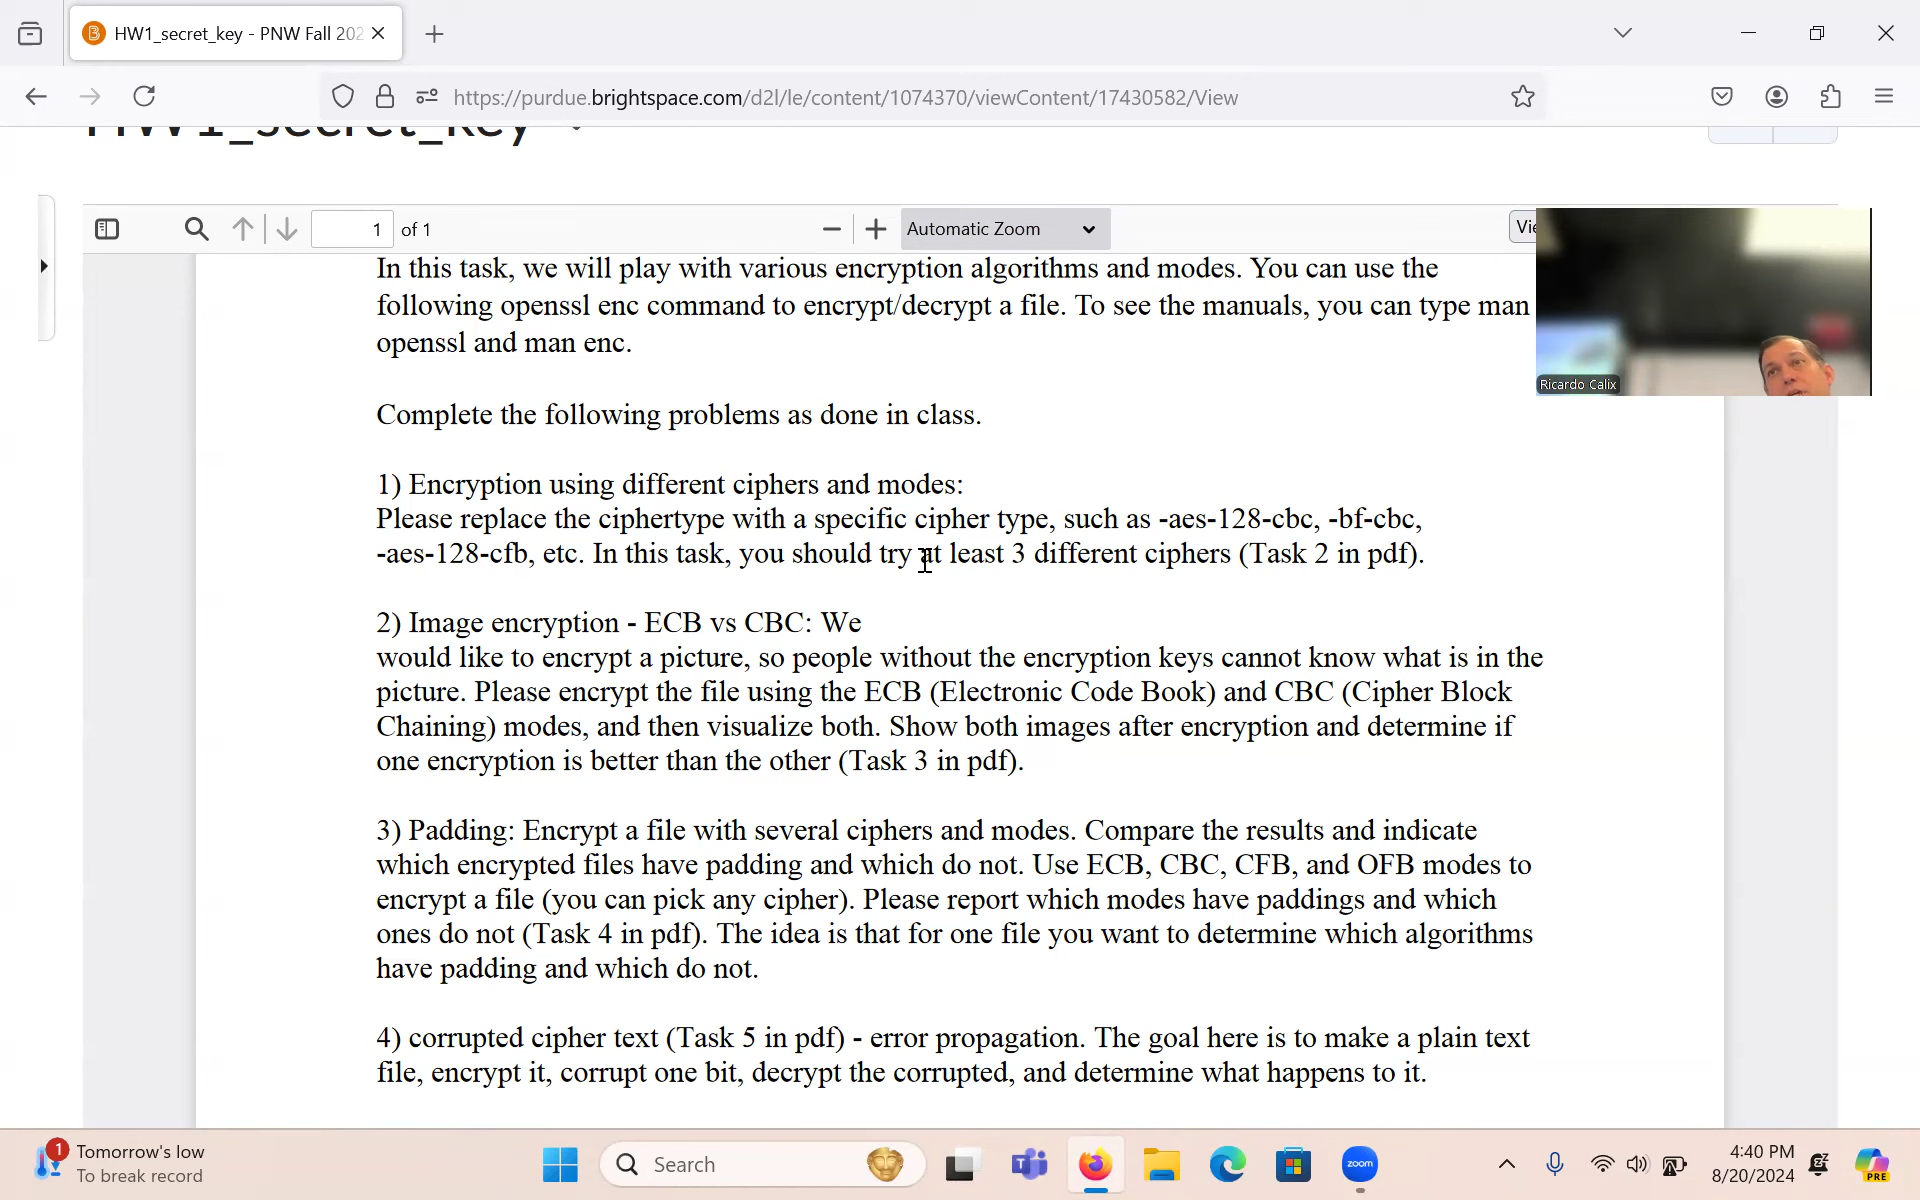 HW1_secret_key - PNW Fall 202
https://purdue.brightspace.com/d2l/le/content/1074370/viewContent/17430582/View
HW1_secret_key
1 of 1
Automatic Zoom
In this task, we will play with various encryption algorithms and modes. You can use the
following openssl enc command to encrypt/decrypt a file. To see the manuals, you can type man
openssl and man enc.
Ricardo Calix
Complete the following problems as done in class.
1) Encryption using different ciphers and modes:
Please replace the ciphertype with a specific cipher type, such as -aes-128-cbc, -bf-cbc,
-aes-128-cfb, etc. In this task, you should try at least 3 different ciphers (Task 2 in pdf).
2) Image encryption - ECB vs CBC: We
would like to encrypt a picture, so people without the encryption keys cannot know what is in the
picture. Please encrypt the file using the ECB (Electronic Code Book) and CBC (Cipher Block
Chaining) modes, and then visualize both. Show both images after encryption and determine if
one encryption is better than the other (Task 3 in pdf).
3) Padding: Encrypt a file with several ciphers and modes. Compare the results and indicate
which encrypted files have padding and which do not. Use ECB, CBC, CFB, and OFB modes to
encrypt a file (you can pick any cipher). Please report which modes have paddings and which
ones do not (Task 4 in pdf). The idea is that for one file you want to determine which algorithms
have padding and which do not.
4) corrupted cipher text (Task 5 in pdf) - error propagation. The goal here is to make a plain text
file, encrypt it, corrupt one bit, decrypt the corrupted, and determine what happens to it.
1
Tomorrow's low
To break record
Search
zoom
4:40 PM
8/20/2024
PRE